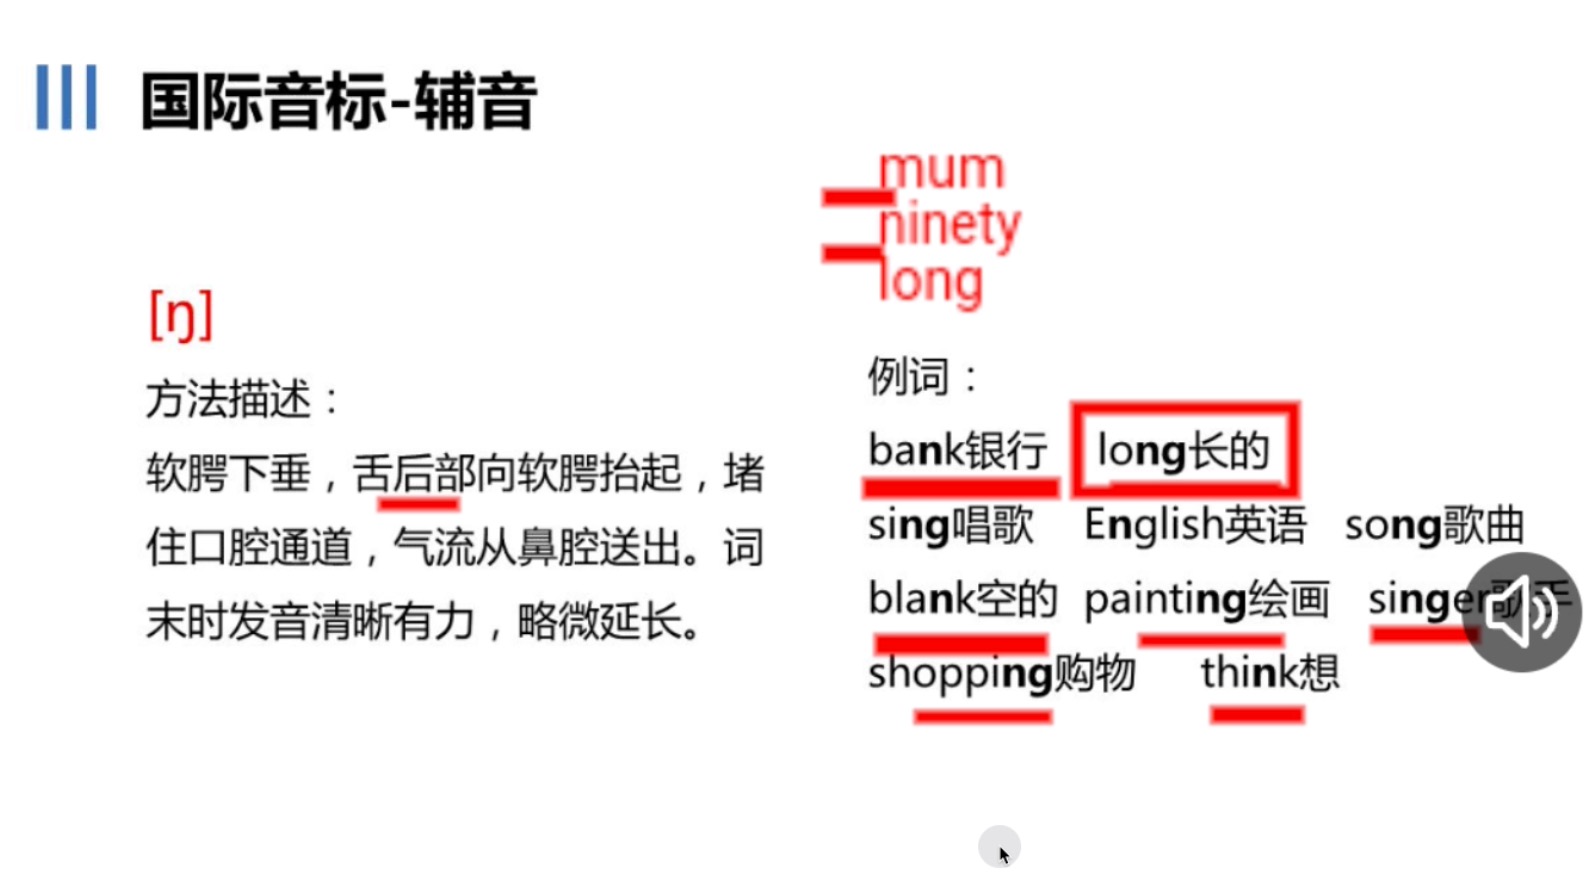 国际音标-辅音
mum
ninety
long
[ŋ]
方法描述：
软腭下垂，舌后部向软腭抬起，堵
住口腔通道，气流从鼻腔送出。词
末时发音清晰有力，略微延长。
例词：
bank银行 long长的
sing唱歌 English英语 song歌曲
blank空的 painting绘画 singer歌手
shopping购物 think想